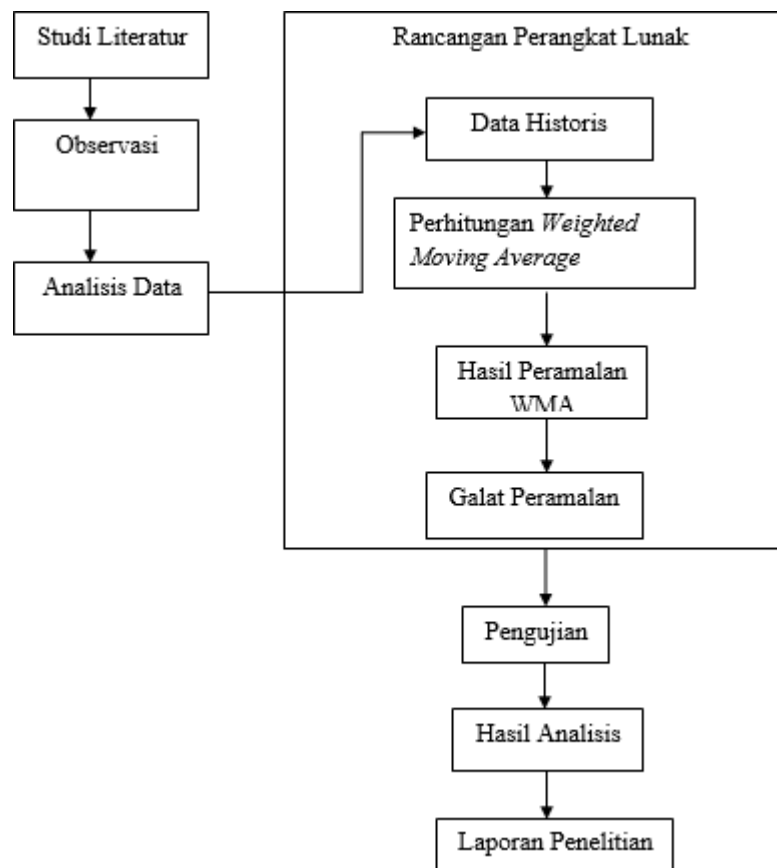 Studi Literatur
Observasi
Analisis Data
Rancangan Perangkat Lunak
Data Historis
Perhitungan Weighted
Moving Average
Hasil Peramalan
WMA
Galat Peramalan
Pengujian
Hasil Analisis
Laporan Penelitian